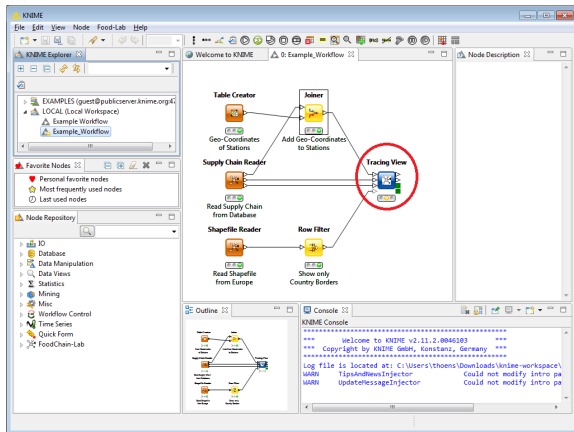 KNIME
File Edit View Node Food-Lab Help
KNIME Explorer
EXAMPLES (guest@publicserver.knime.org:47
LOCAL (Local Workspace)
Example Workflow
Example_Workflow
Favorite Nodes
Personal favorite nodes
Most frequently used nodes
Last used nodes
Node Repository
IO
Database
Data Manipulation
Data Views
Statistics
Mining
Misc
Workflow Control
Time Series
Quick Form
FoodChain-Lab
Welcome to KNIME
0: Example_Workflow
Table Creator
Geo-Coordinates
of Stations
Joiner
Add Geo-Coordinates
to Stations
Supply Chain Reader
Read Supply Chain
from Database
Tracing View
Shapefile Reader
Read Shapefile
from Europe
Row Filter
Show only
Country Borders
Node Description
Outline
Console
KNIME Console
*** Welcome to KNIME v2.11.2.0046103 ***
*** Copyright by KNIME GmbH, Konstanz, Germany ***
Log file is located at: C:\Users\thoens\Downloads\knime-workspace\
WARN TipsAndNewsInjector Could not modify intro pa
WARN UpdateMessageInjector Could not modify intro pa